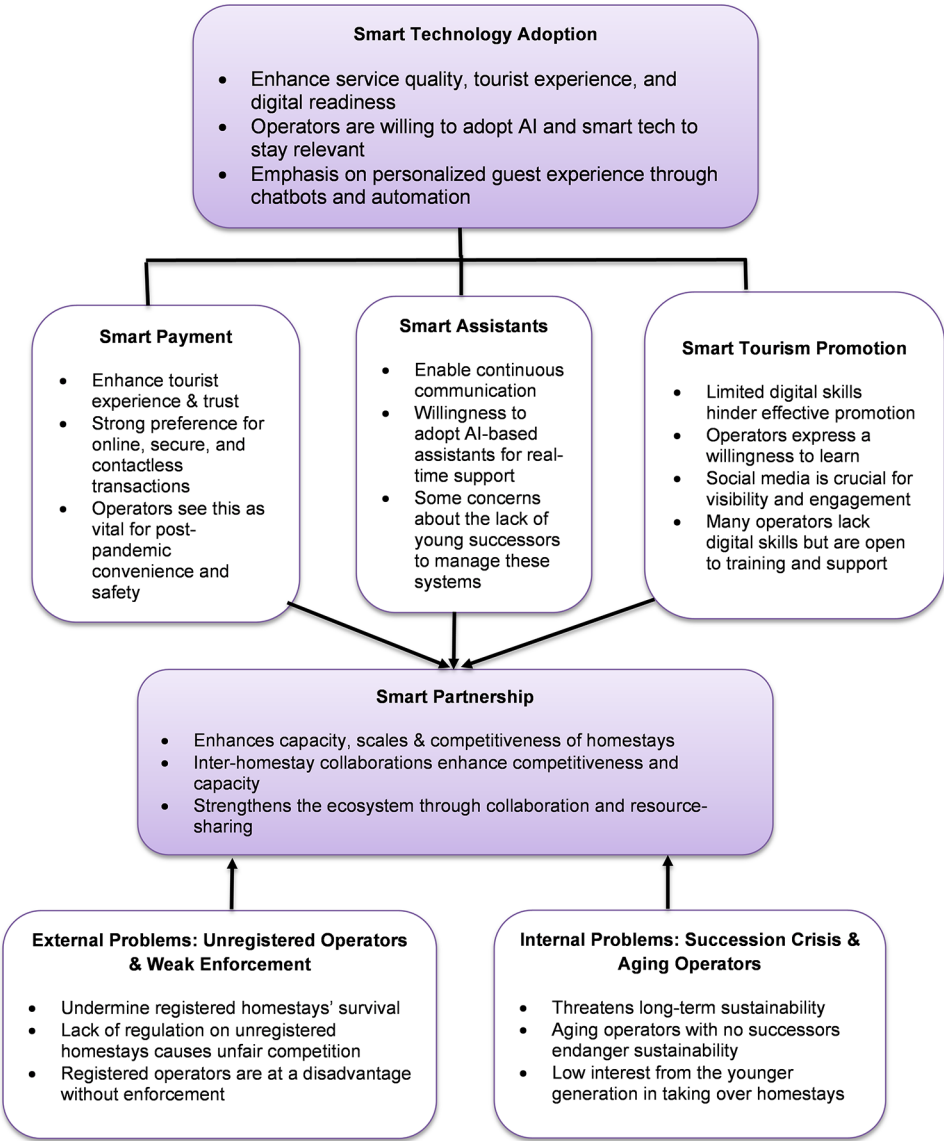 Smart Technology Adoption
• Enhance service quality, tourist experience, and
digital readiness
• Operators are willing to adopt AI and smart tech to
stay relevant
• Emphasis on personalized guest experience through
chatbots and automation
Smart Payment
• Enhance tourist
experience & trust
• Strong preference for
online, secure, and
contactless
transactions
• Operators see this as
vital for post-
pandemic
convenience and
safety
Smart Assistants
• Enable continuous
communication
• Willingness to
adopt AI-based
assistants for real-
time support
• Some concerns
about the lack of
young successors
to manage these
systems
Smart Tourism Promotion
• Limited digital skills
hinder effective promotion
• Operators express a
willingness to learn
• Social media is crucial for
visibility and engagement
• Many operators lack
digital skills but are open
to training and support
Smart Partnership
• Enhances capacity, scales & competitiveness of homestays
• Inter-homestay collaborations enhance competitiveness and
capacity
• Strengthens the ecosystem through collaboration and resource-
sharing
External Problems: Unregistered Operators
& Weak Enforcement
• Undermine registered homestays’ survival
• Lack of regulation on unregistered
homestays causes unfair competition
• Registered operators are at a disadvantage
without enforcement
Internal Problems: Succession Crisis &
Aging Operators
• Threatens long-term sustainability
• Aging operators with no successors
endanger sustainability
• Low interest from the younger
generation in taking over homestays